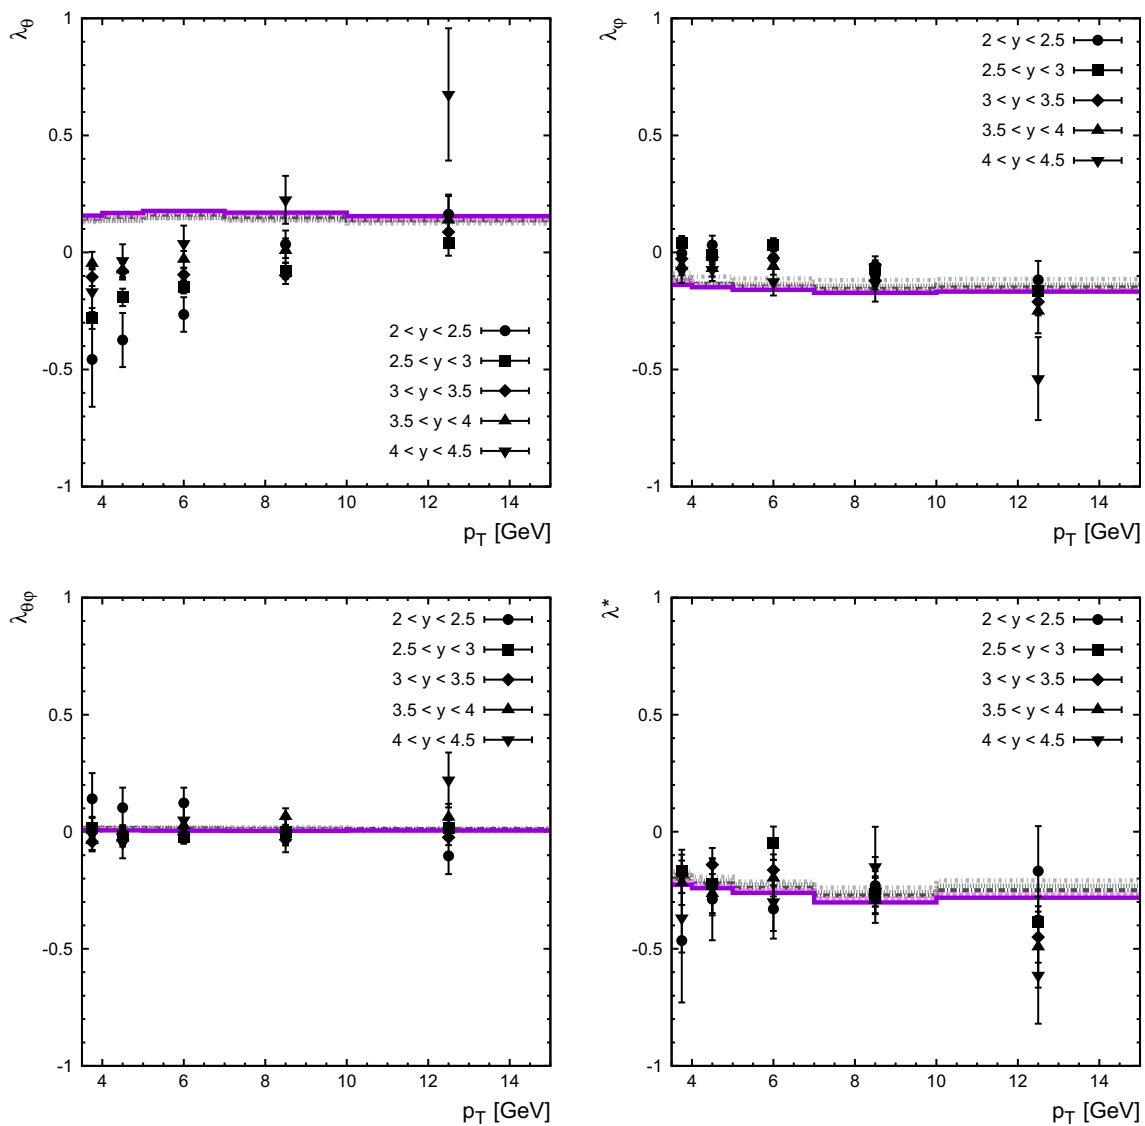 λθ
1
0.5
0
-0.5
-1
4 6 8 10 12 14
pT [GeV]
2 < y < 2.5
2.5 < y < 3
3 < y < 3.5
3.5 < y < 4
4 < y < 4.5
λφ
1
0.5
0
-0.5
-1
4 6 8 10 12 14
pT [GeV]
2 < y < 2.5
2.5 < y < 3
3 < y < 3.5
3.5 < y < 4
4 < y < 4.5
λθφ
1
0.5
0
-0.5
-1
4 6 8 10 12 14
pT [GeV]
2 < y < 2.5
2.5 < y < 3
3 < y < 3.5
3.5 < y < 4
4 < y < 4.5
λ*
1
0.5
0
-0.5
-1
4 6 8 10 12 14
pT [GeV]
2 < y < 2.5
2.5 < y < 3
3 < y < 3.5
3.5 < y < 4
4 < y < 4.5